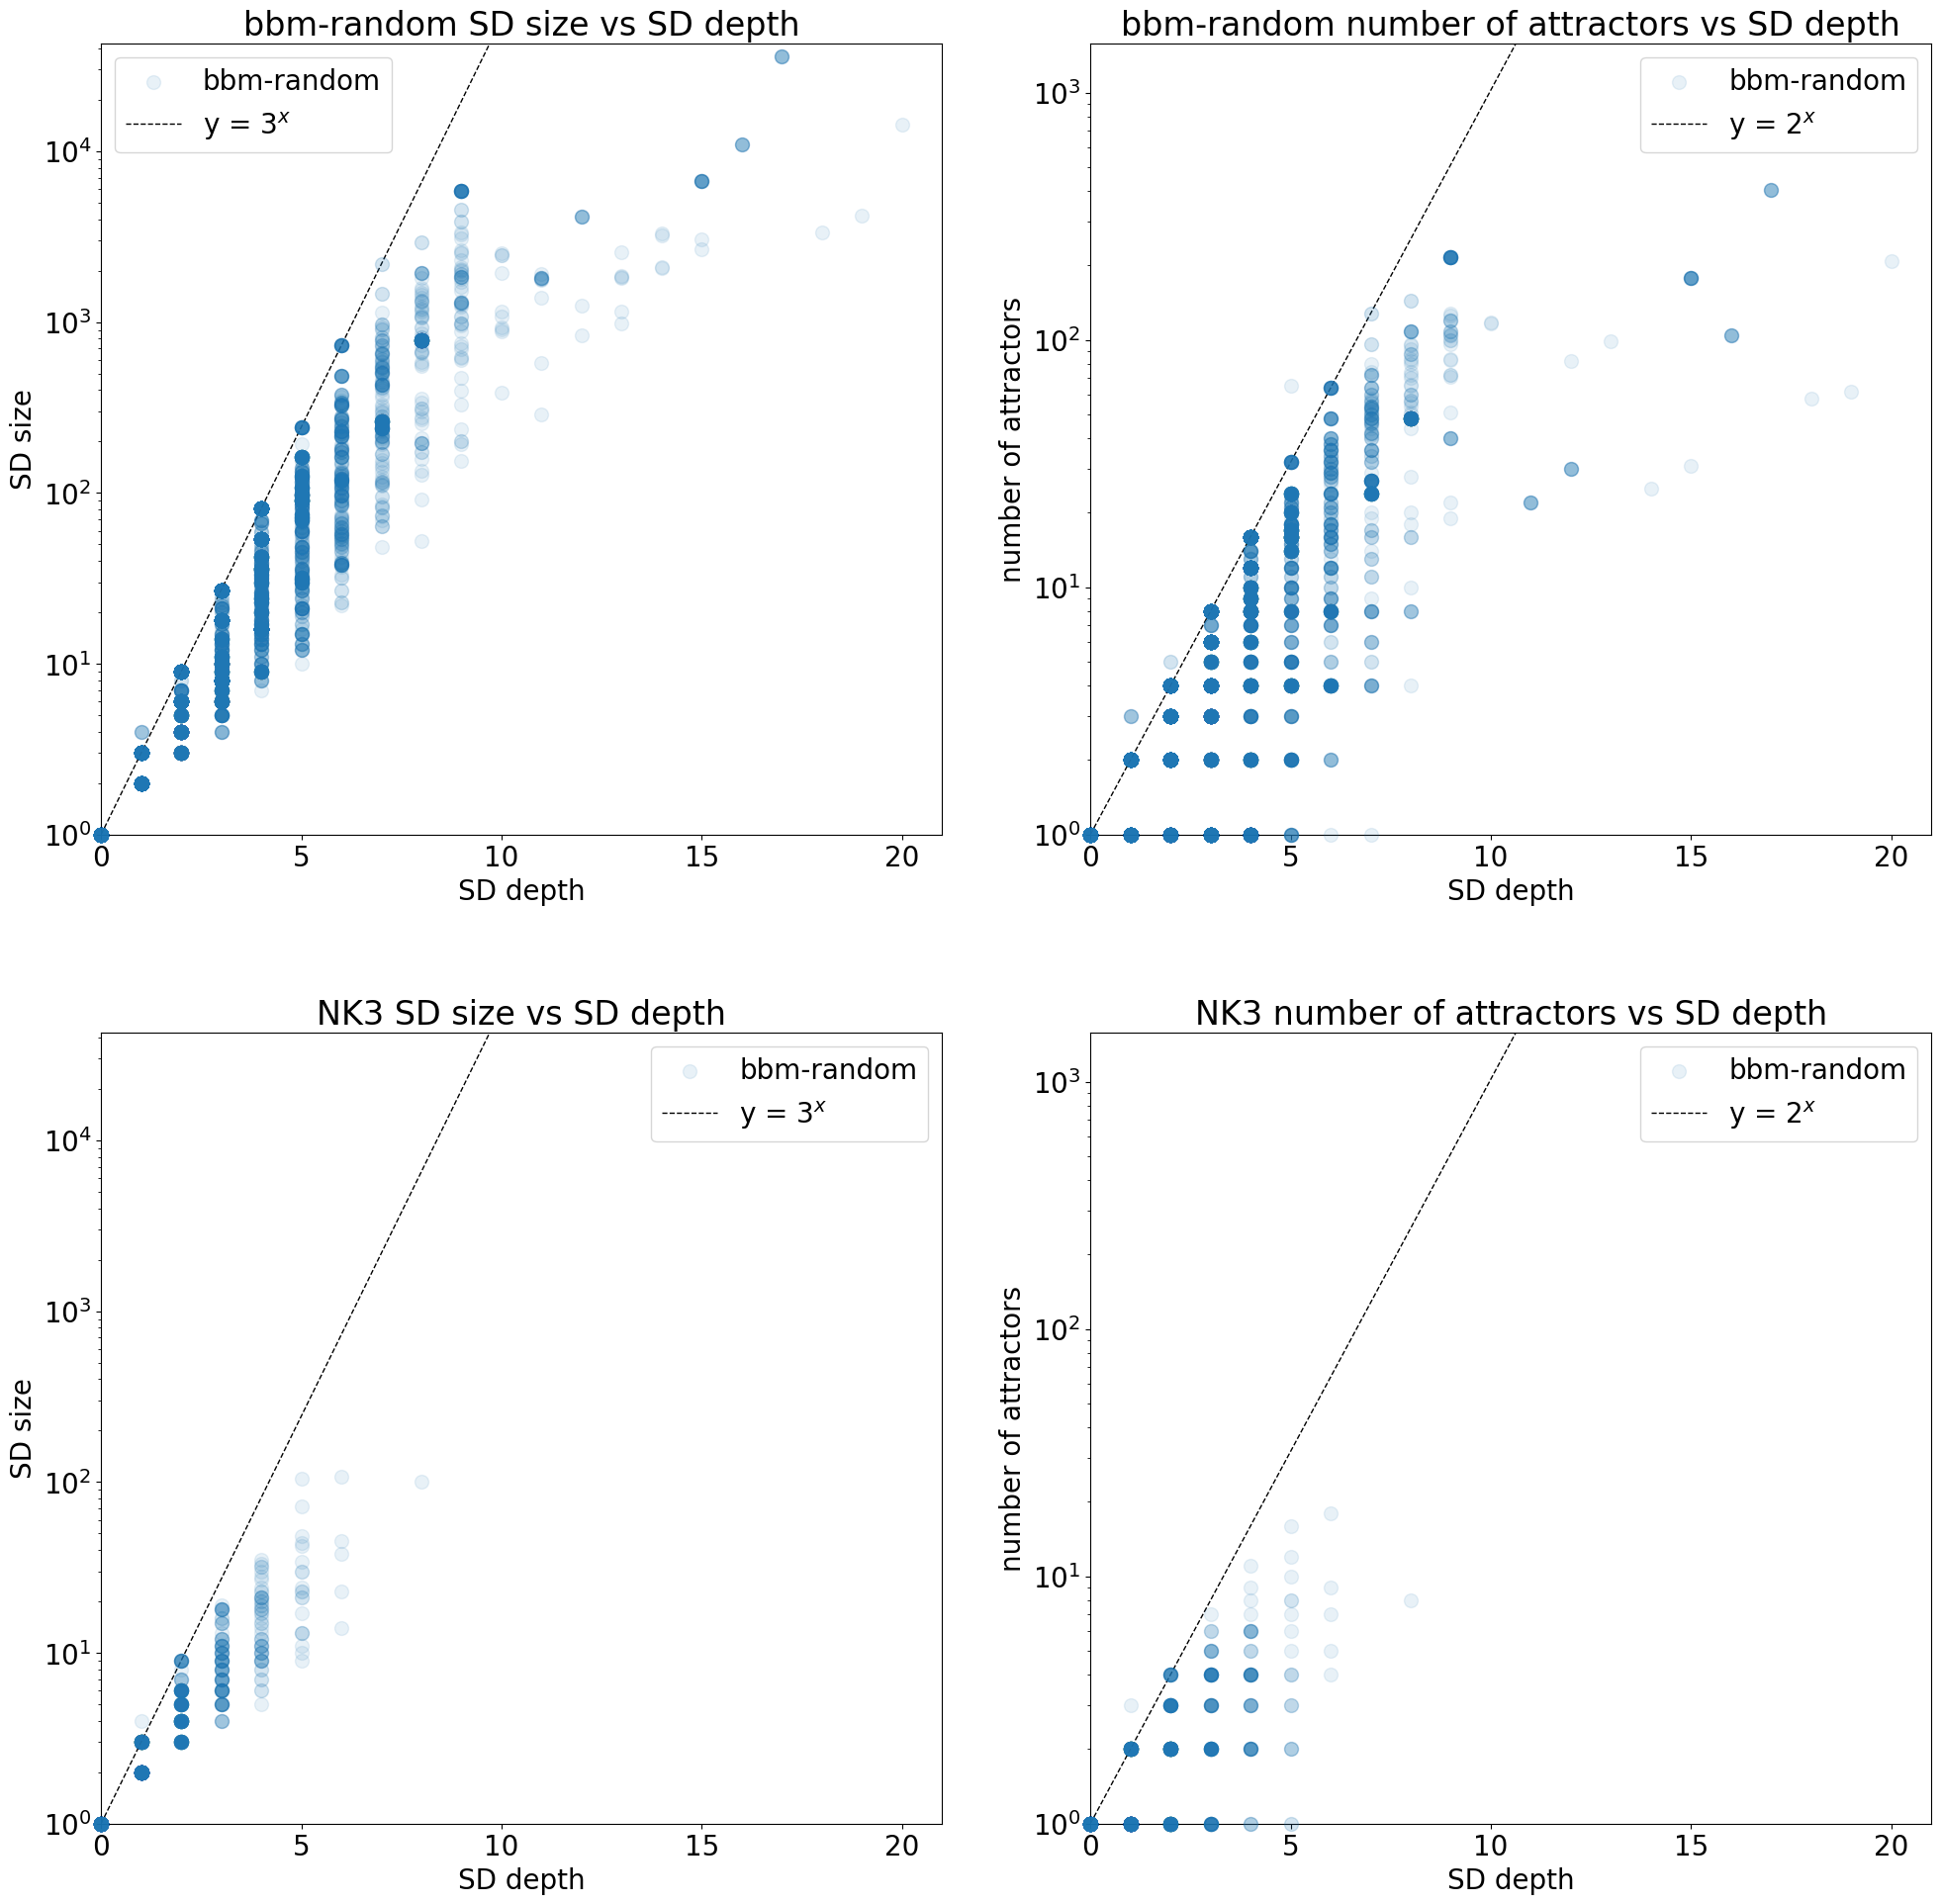 bbm-random SD size vs SD depth
bbm-random
y = 3^x
10^4
10^3
10^2
10^1
10^0
SD size
0 5 10 15 20
SD depth
bbm-random number of attractors vs SD depth
bbm-random
y = 2^x
10^3
10^2
10^1
10^0
number of attractors
0 5 10 15 20
SD depth
NK3 SD size vs SD depth
bbm-random
y = 3^x
10^4
10^3
10^2
10^1
10^0
SD size
0 5 10 15 20
SD depth
NK3 number of attractors vs SD depth
bbm-random
y = 2^x
10^3
10^2
10^1
10^0
number of attractors
0 5 10 15 20
SD depth